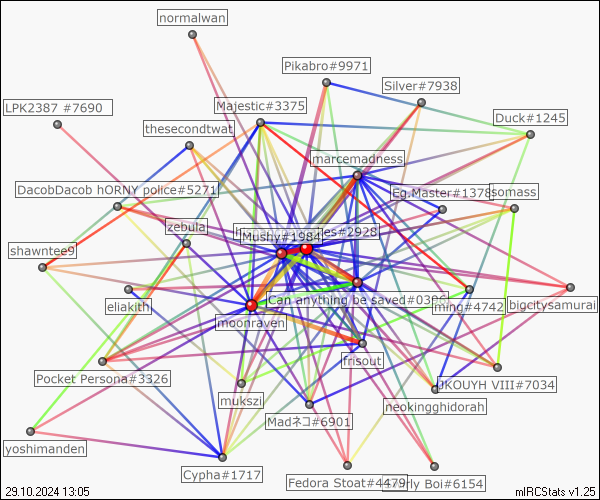 normalwan
Pikabro#9971
Silver#7938
LPK2387 #7690
Majestic#3375
Duck#1245
thesecondtwat
marcemadness
DacobDacob hORNY police#5271
Eg.Master#1378
somass
zebula
Mushy#1984
es#2928
shawntee9
Can anything be saved#0396
eliakith
moonraven
ming#4742
bigcitysamurai
frisout
Pocket Persona#3326
JKOUYH VIII#7034
mukszi
neokingghidorah
Madネコ#6901
yoshimanden
Cypha#1717
Fedora Stoat#4479
rly Boi#6154
29.10.2024 13:05
mIRCStats v1.25